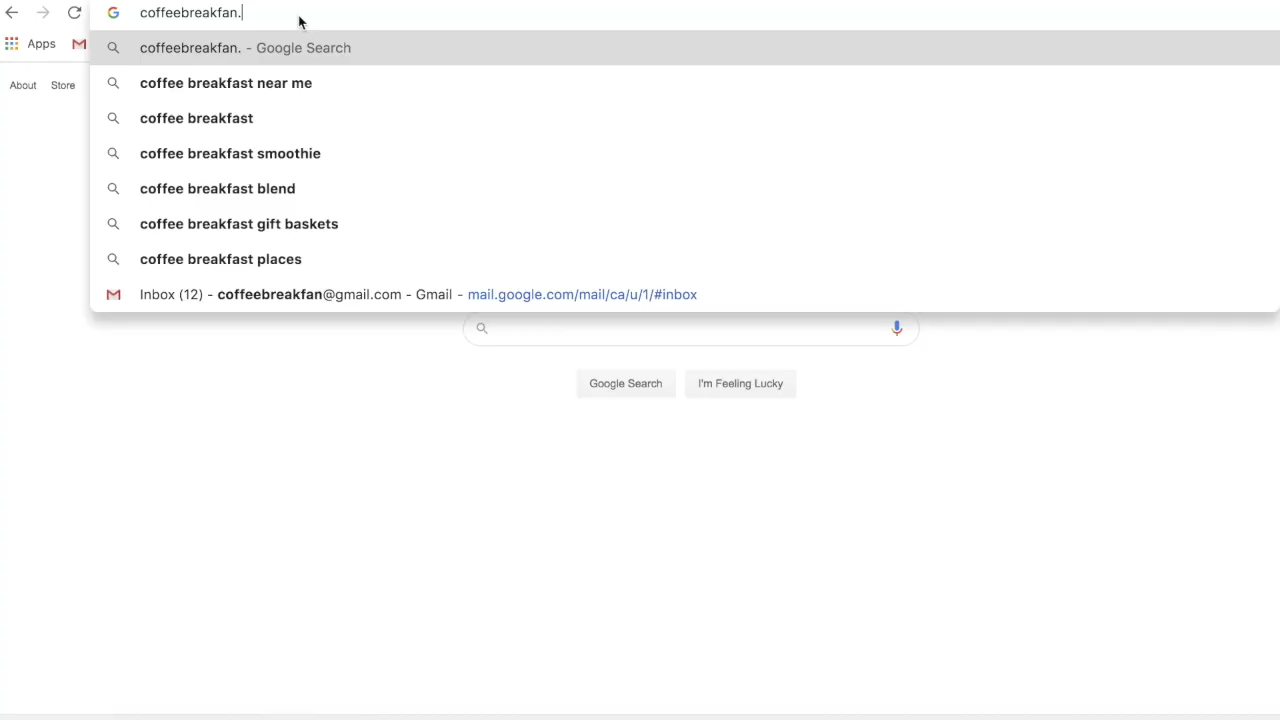 coffeebreakfan.
Apps
coffeebreakfan. - Google Search
About Store
coffee breakfast near me
coffee breakfast
coffee breakfast smoothie
coffee breakfast blend
coffee breakfast gift baskets
coffee breakfast places
Inbox (12) - coffeebreakfan@gmail.com - Gmail - mail.google.com/mail/ca/u/1/#inbox
Google Search I'm Feeling Lucky